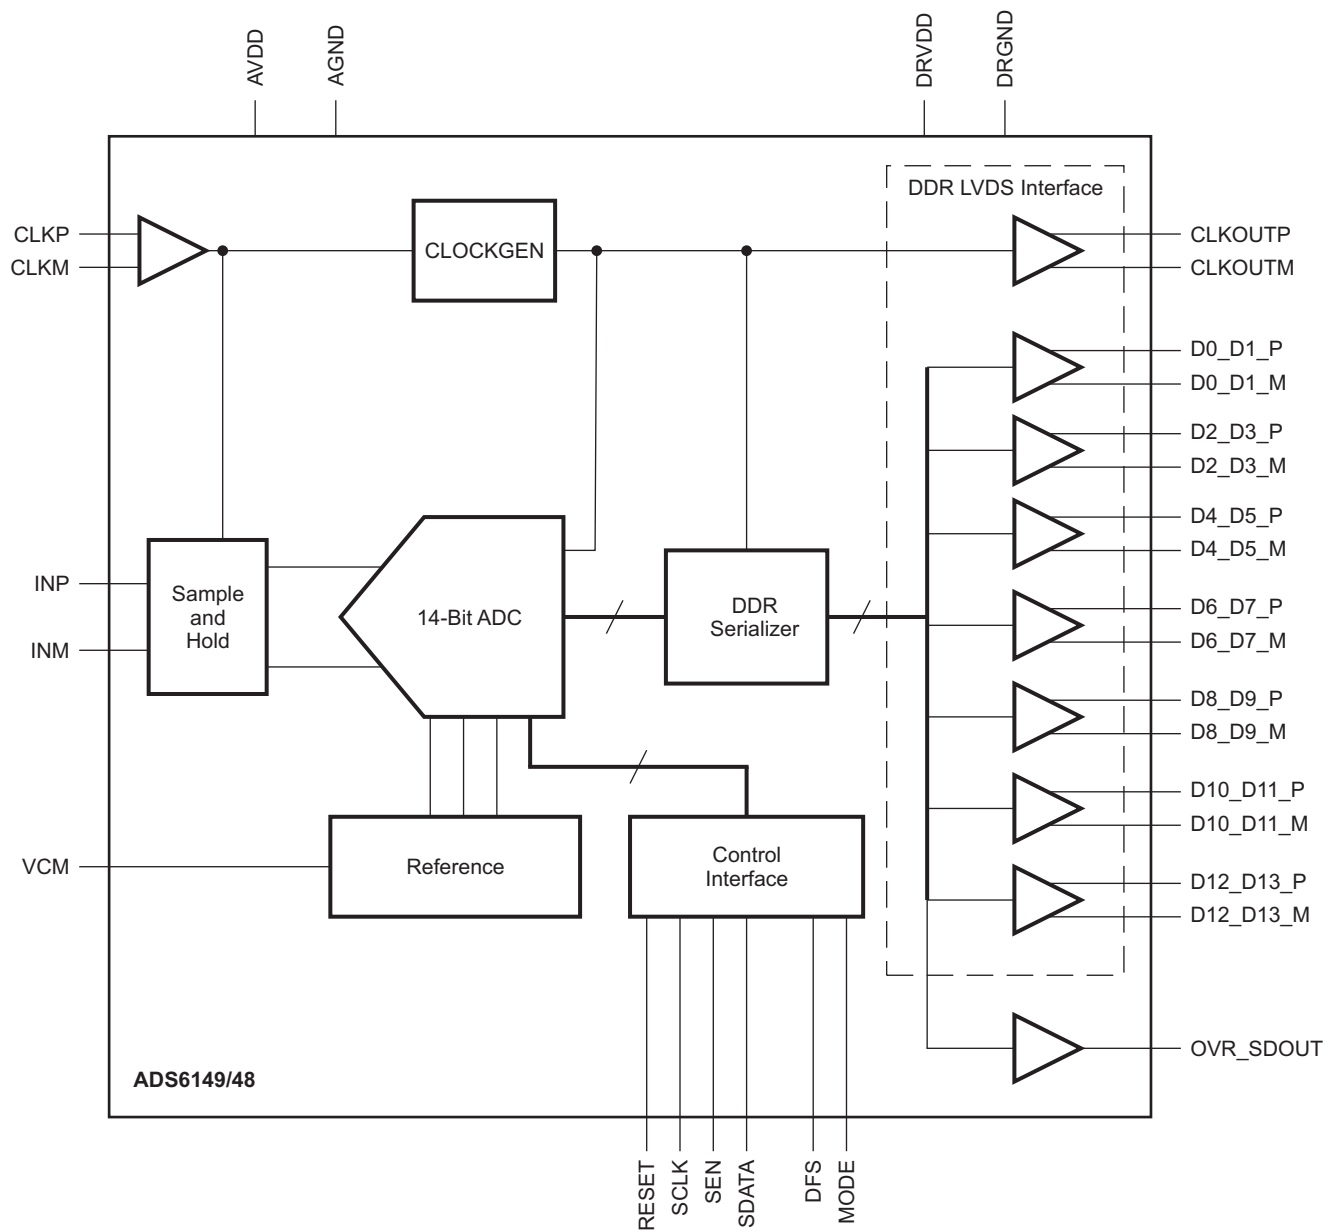 AVDD
AGND
DRVDD
DRGND
DDR LVDS Interface
CLKP
CLKM
CLOCKGEN
CLKOUTP
CLKOUTM
D0_D1_P
D0_D1_M
D2_D3_P
D2_D3_M
D4_D5_P
D4_D5_M
INP
INM
Sample
and
Hold
14-Bit ADC
DDR
Serializer
D6_D7_P
D6_D7_M
D8_D9_P
D8_D9_M
D10_D11_P
D10_D11_M
VCM
Reference
Control
Interface
D12_D13_P
D12_D13_M
OVR_SDOUT
ADS6149/48
RESET
SCLK
SEN
SDATA
DFS
MODE